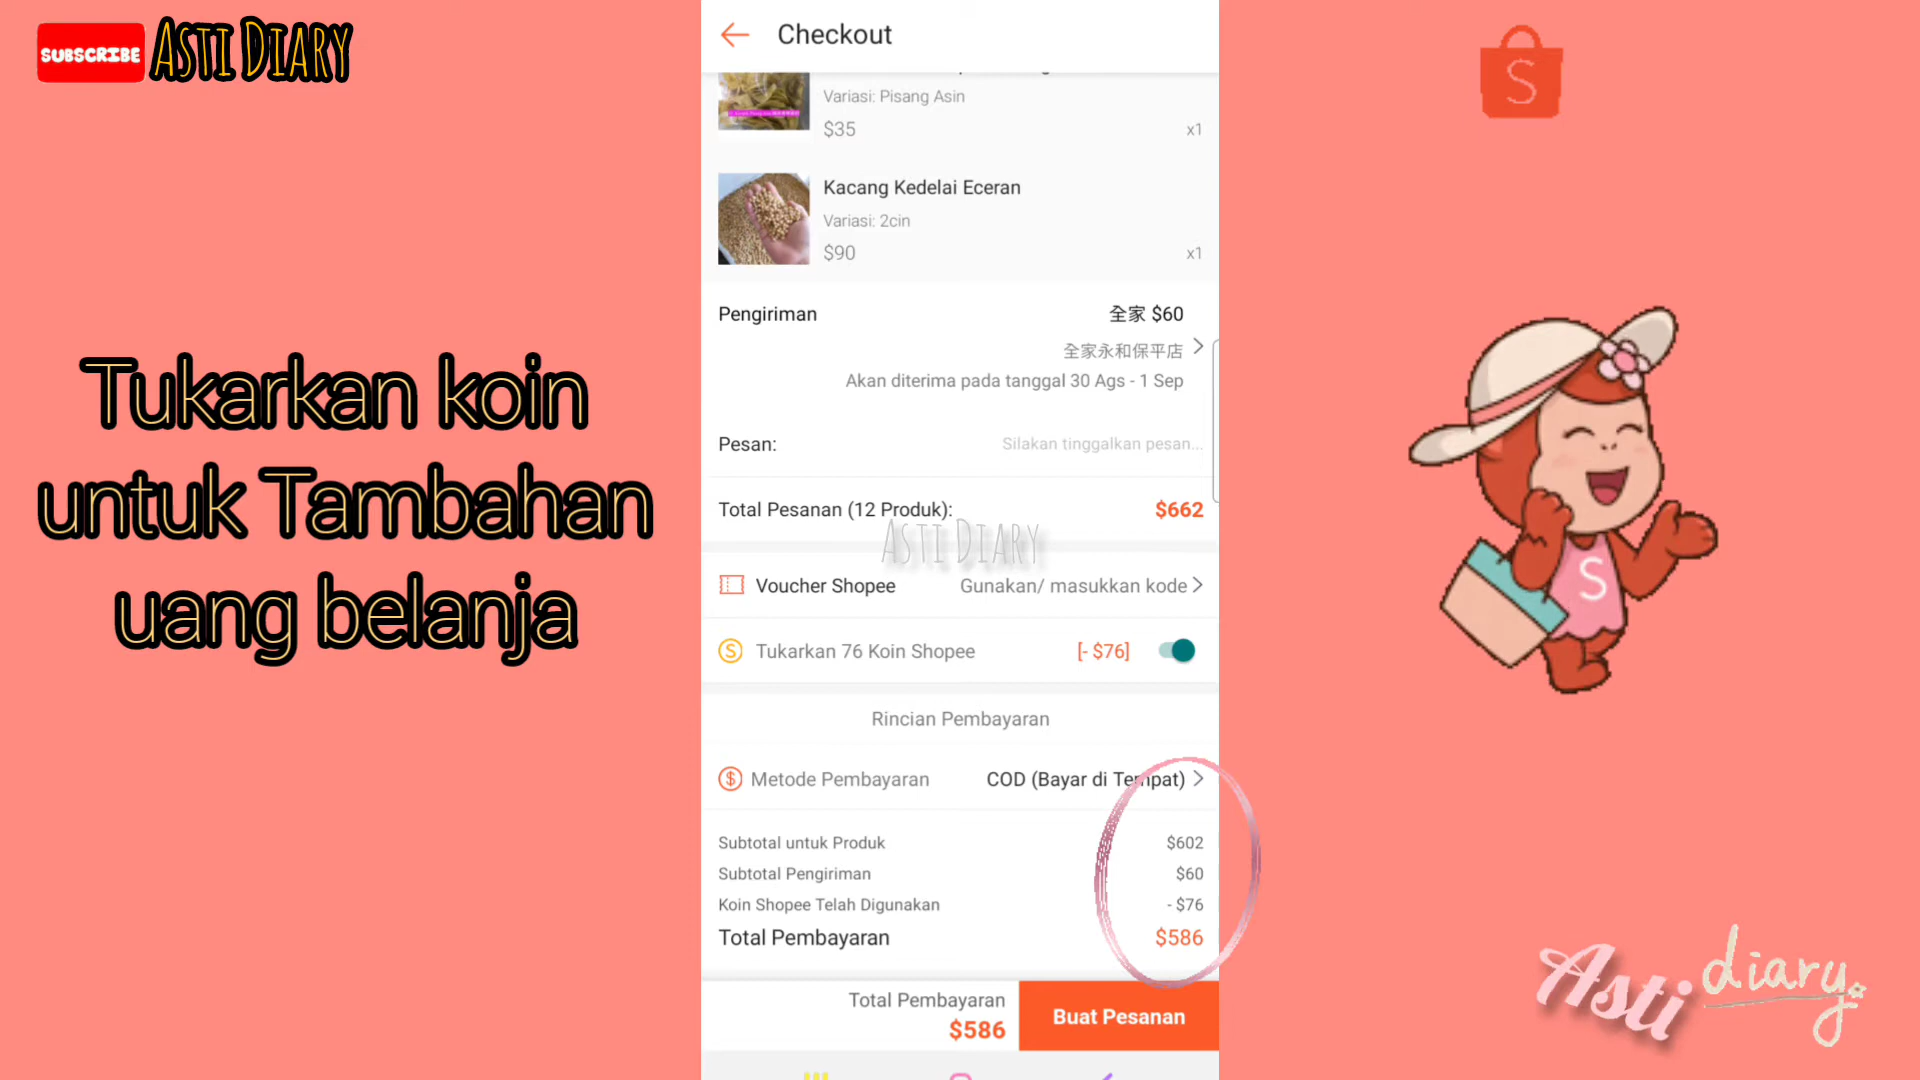 SUBSCRIBE
ASTI DIARY
Tukarkan koin
untuk Tambahan
uang belanja
Checkout
Variasi: Pisang Asin
$35
x1
Kacang Kedelai Eceran
Variasi: 2cin
$90
x1
Pengiriman
全家 $60
全家永和保平店
Akan diterima pada tanggal 30 Ags - 1 Sep
Pesan:
Silakan tinggalkan pesan...
Total Pesanan (12 Produk):
$662
ASTI DIARY
Voucher Shopee
Gunakan/ masukkan kode
Tukarkan 76 Koin Shopee
[- $76]
Rincian Pembayaran
Metode Pembayaran
COD (Bayar di Tempat)
Subtotal untuk Produk
$602
Subtotal Pengiriman
$60
Koin Shopee Telah Digunakan
- $76
Total Pembayaran
$586
Total Pembayaran
$586
Buat Pesanan
S
S
Asti diary